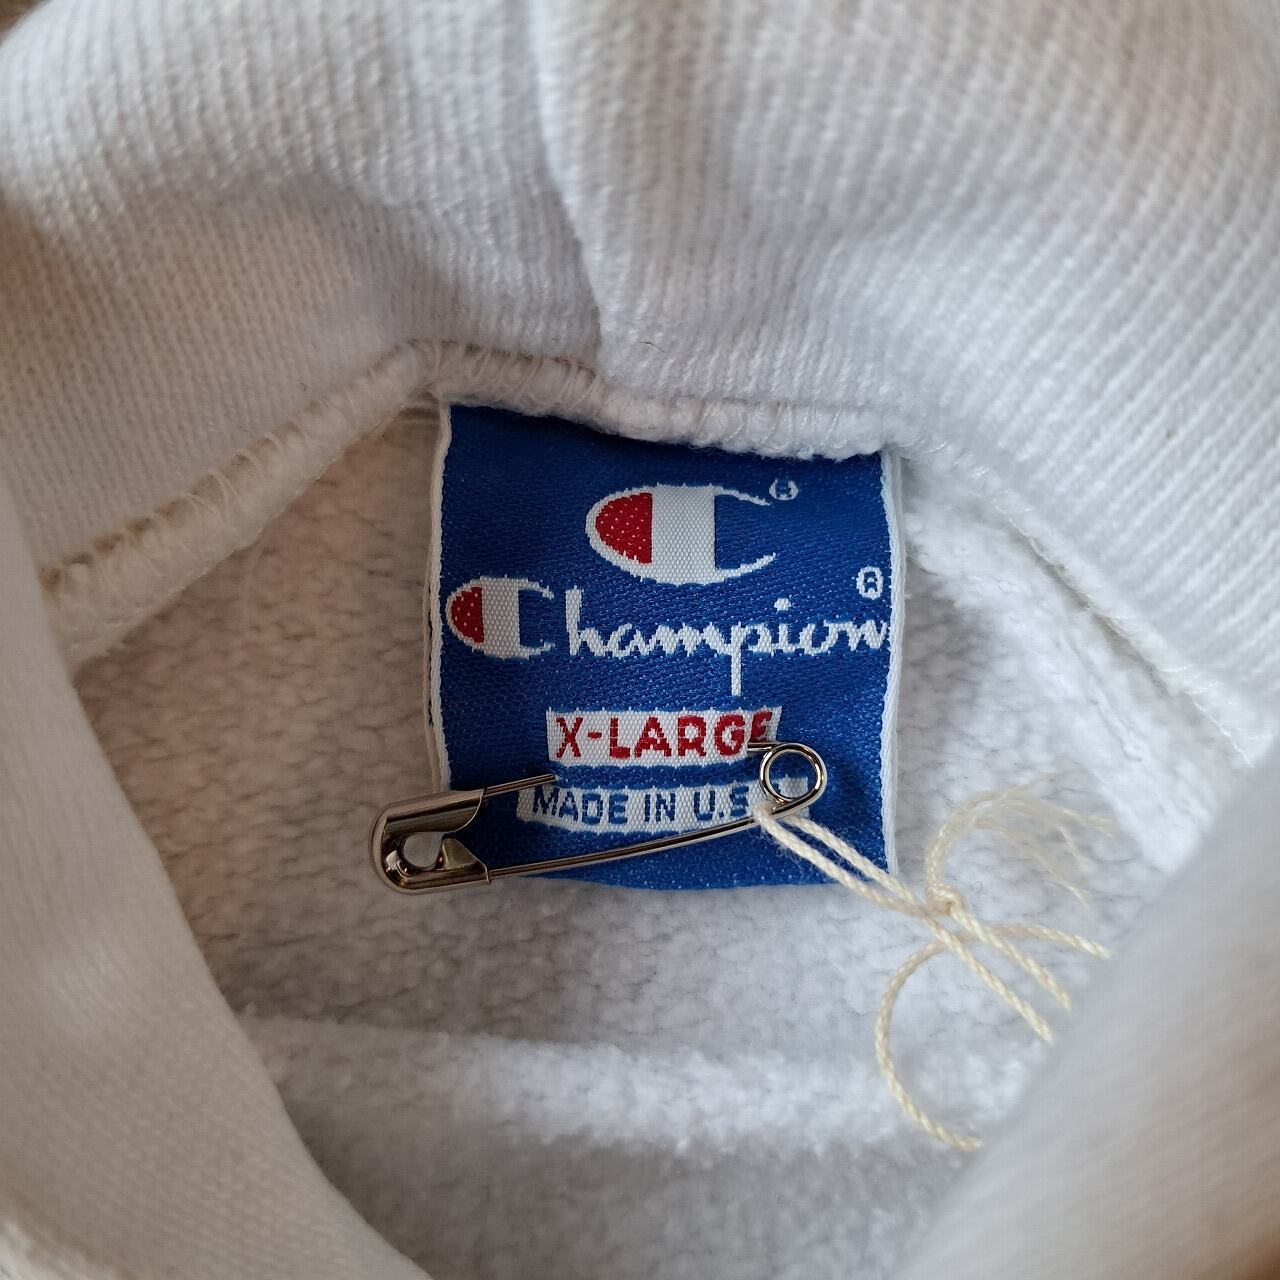 ®
Champion®
X-LARGE
MADE IN U.S